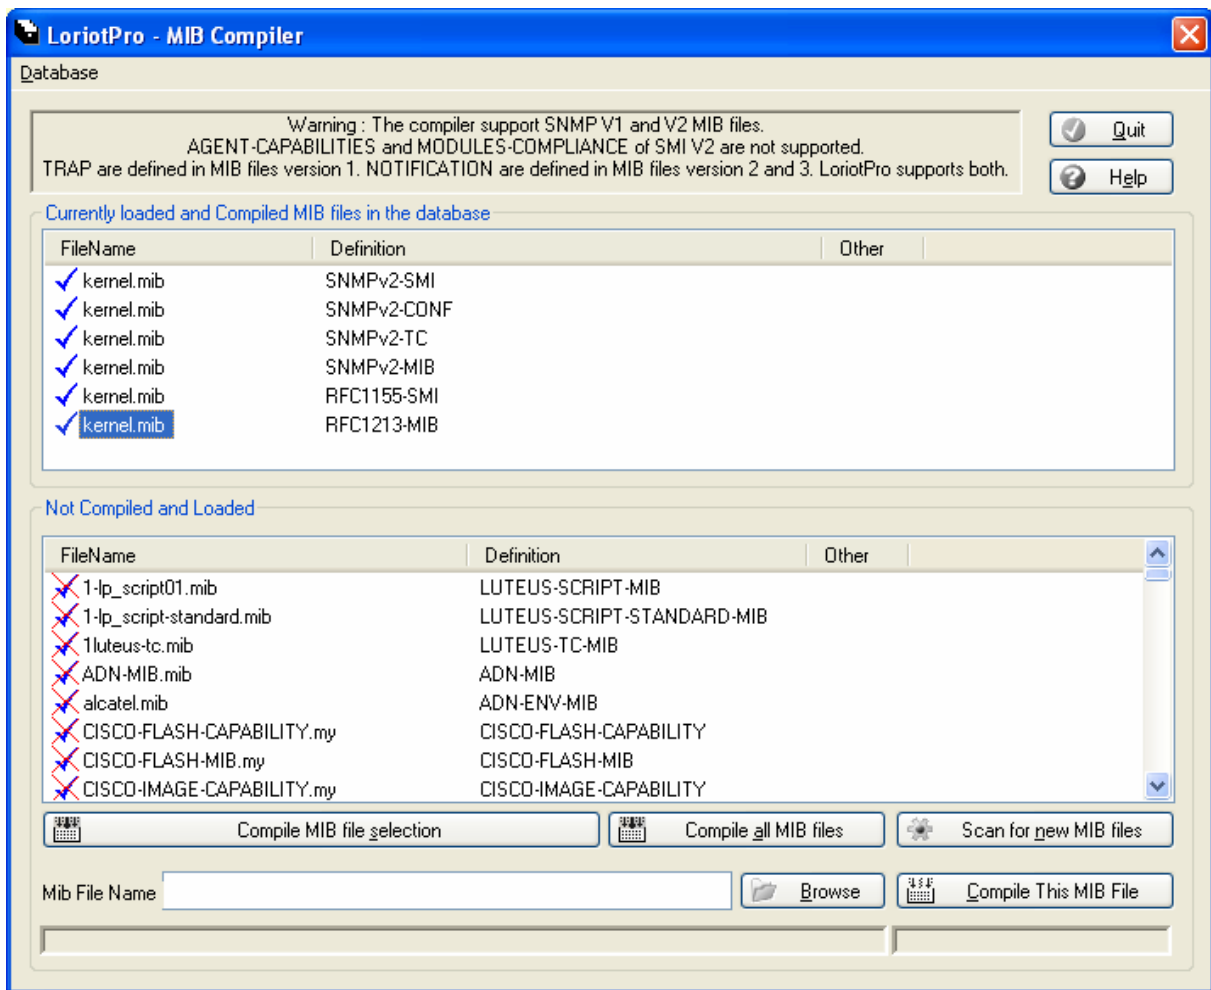 LoriotPro - MIB Compiler
Database
Warning : The compiler support SNMP V1 and V2 MIB files.
AGENT-CAPABILITIES and MODULES-COMPLIANCE of SMI V2 are not supported.
TRAP are defined in MIB files version 1. NOTIFICATION are defined in MIB files version 2 and 3. LoriotPro supports both.
Quit
Help
Currently loaded and Compiled MIB files in the database
FileName Definition Other
kernel.mib SNMPv2-SMI
kernel.mib SNMPv2-CONF
kernel.mib SNMPv2-TC
kernel.mib SNMPv2-MIB
kernel.mib RFC1155-SMI
kernel.mib RFC1213-MIB
Not Compiled and Loaded
FileName Definition Other
1-lp_script01.mib LUTEUS-SCRIPT-MIB
1-lp_script-standard.mib LUTEUS-SCRIPT-STANDARD-MIB
1luteus-tc.mib LUTEUS-TC-MIB
ADN-MIB.mib ADN-MIB
alcatel.mib ADN-ENV-MIB
CISCO-FLASH-CAPABILITY.my CISCO-FLASH-CAPABILITY
CISCO-FLASH-MIB.my CISCO-FLASH-MIB
CISCO-IMAGE-CAPABILITY.my CISCO-IMAGE-CAPABILITY
Compile MIB file selection Compile all MIB files Scan for new MIB files
Mib File Name Browse Compile This MIB File